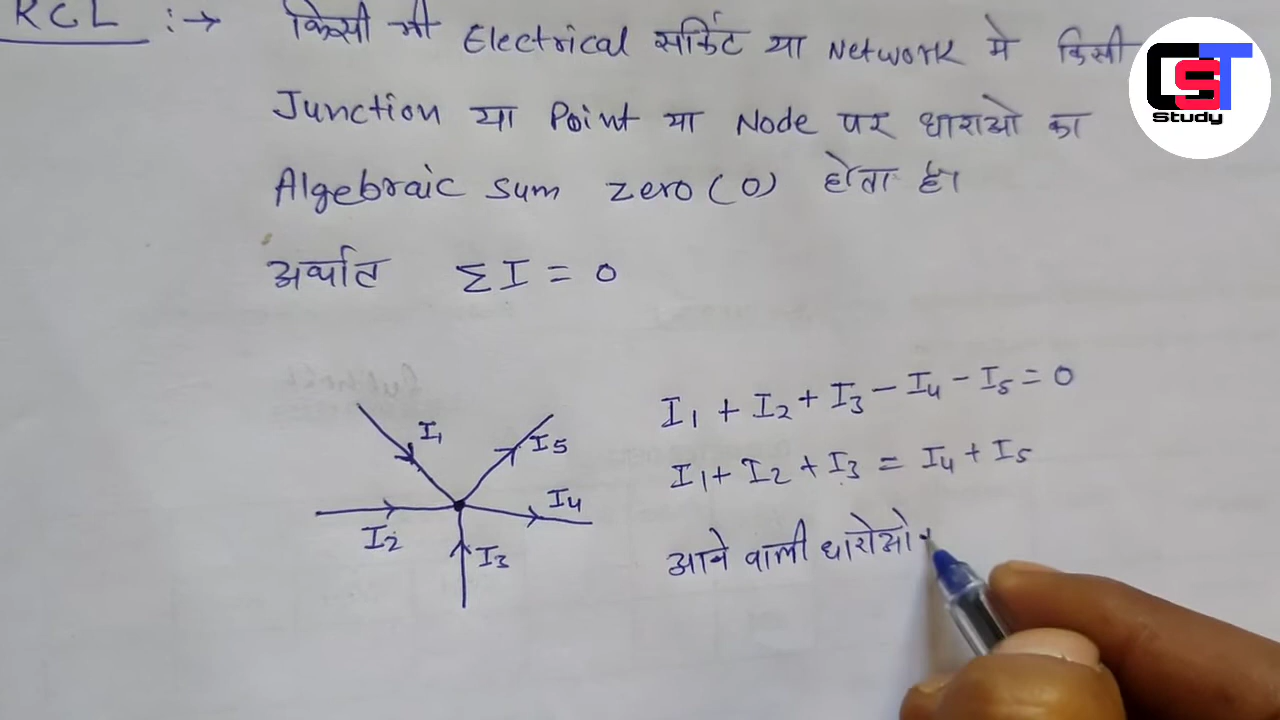 KCL :→ किसी भी Electrical सर्किट या Network मे किसी
Junction या Point या Node पर धाराओ का
Algebraic sum zero (0) होता है।
अर्थात ΣI = 0
I₁ + I₂ + I₃ − I₄ − I₅ = 0
I₁ + I₂ + I₃ = I₄ + I₅
आने वाली धारोओ
I₁
I₅
I₄
I₂
I₃
CST
Study